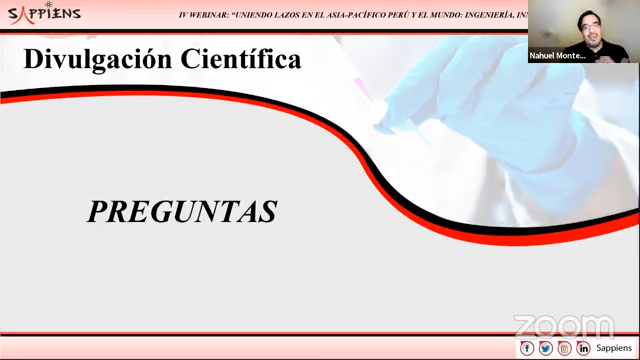 SAPPIENS
IV WEBINAR: "UNIENDO LAZOS EN EL ASIA-PACÍFICO PERÚ Y EL MUNDO: INGENIERÍA, INN
Nahuel Monte...
Divulgación Científica
PREGUNTAS
zoom
Sappiens